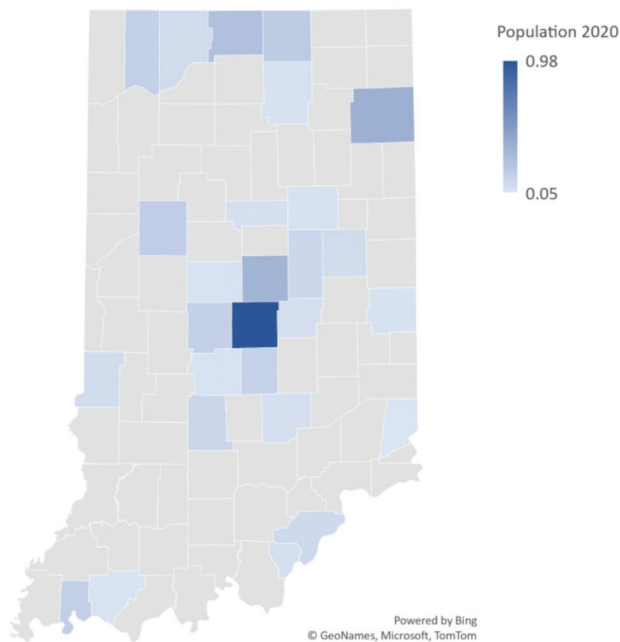 Population 2020
0.98
0.05
Powered by Bing
© GeoNames, Microsoft, TomTom